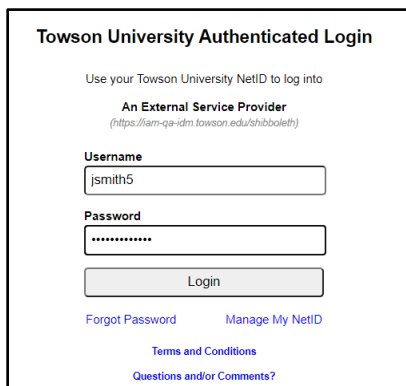 Towson University Authenticated Login
Use your Towson University NetID to log into
An External Service Provider
(https://iam-qa-idm.towson.edu/shibboleth)
Username
jsmith5
Password
•••••••••••••
Login
Forgot Password Manage My NetID
Terms and Conditions
Questions and/or Comments?